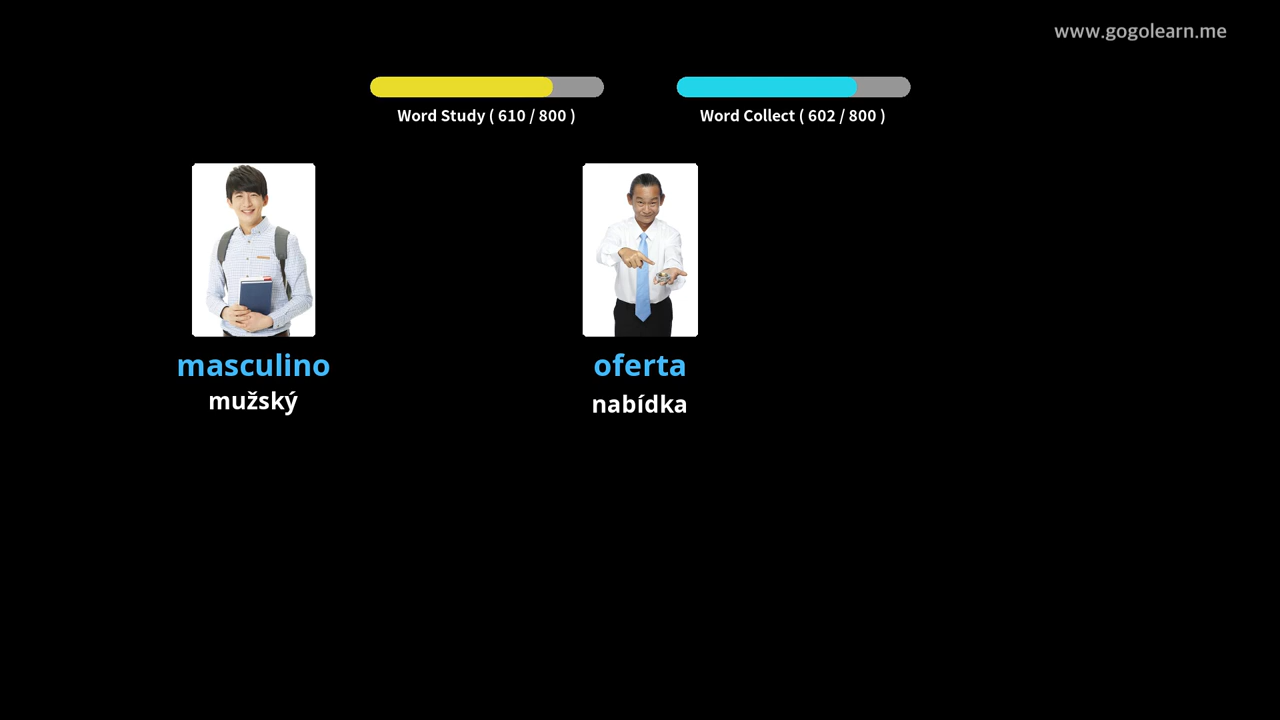 www.gogolearn.me
Word Study ( 610 / 800 )
Word Collect ( 602 / 800 )
masculino
mužský
oferta
nabídka